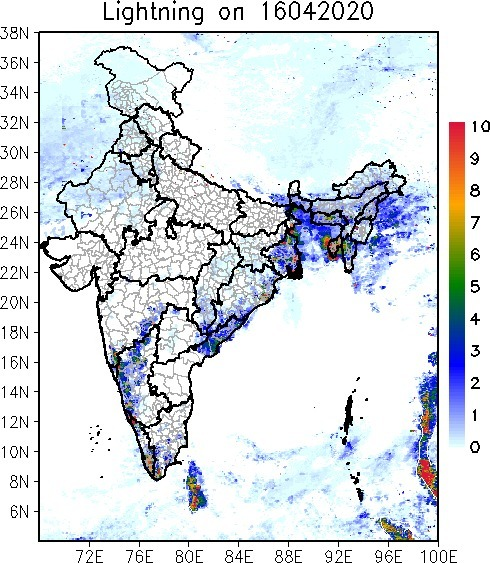 Lightning on 16042020
38N
36N
34N
32N
30N
28N
26N
24N
22N
20N
18N
16N
14N
12N
10N
8N
6N
72E 76E 80E 84E 88E 92E 96E 100E
10
9
8
7
6
5
4
3
2
1
0